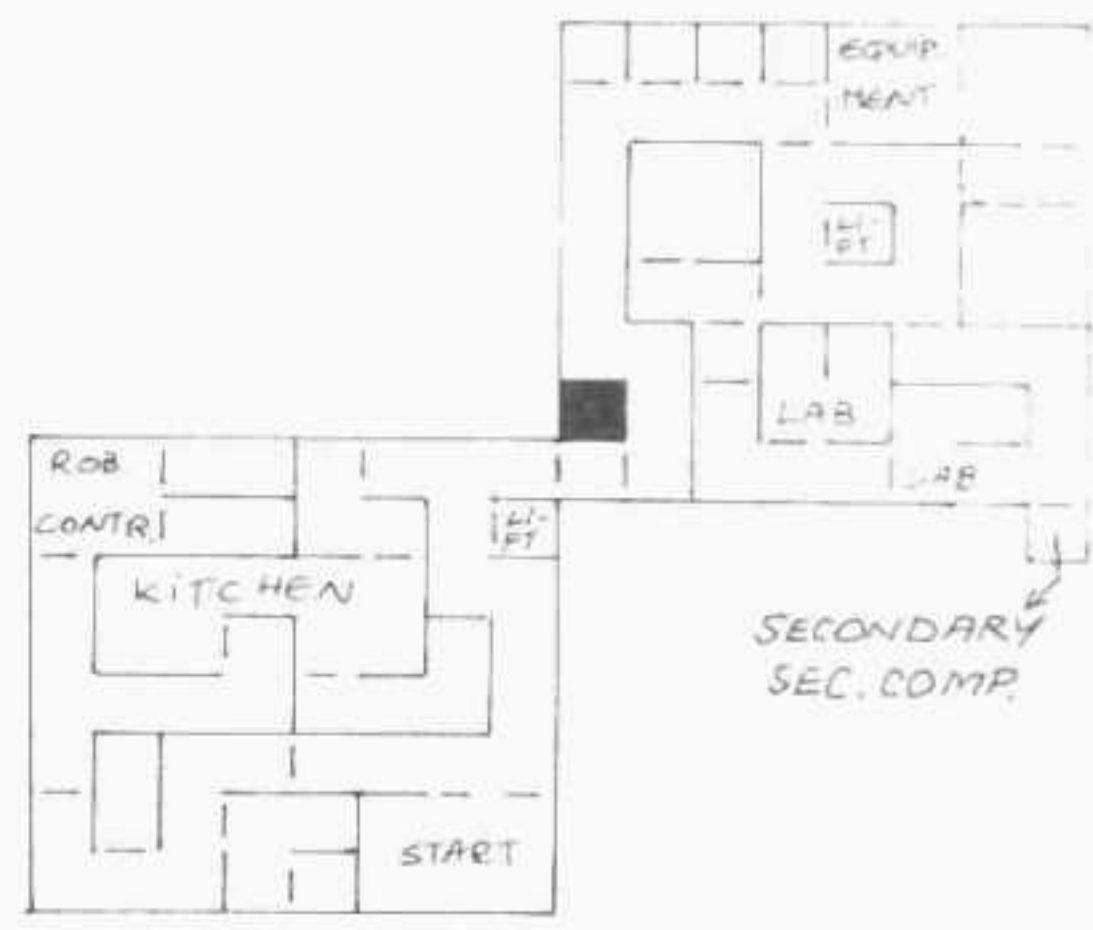 EQUIP.
MENT
LI-
FT
LAB
LAB
ROB.
CONTR.
LI-
FT
KiTCHEN
SECONDARY
SEC. COMP.
START